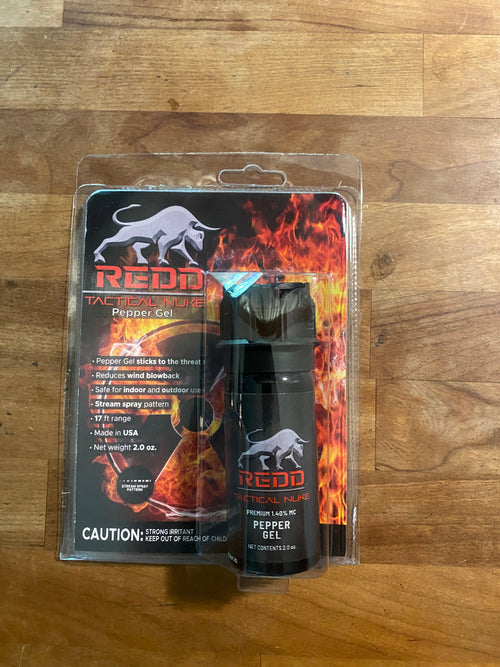 REDD
TACTICAL NUKE
Pepper Gel
• Pepper Gel sticks to the threat
• Reduces wind blowback
• Safe for indoor and outdoor use
• Stream spray pattern
• 17 ft range
• Made in USA
• Net weight 2.0 oz.
STREAM SPRAY
PATTERN
CAUTION: STRONG IRRITANT
KEEP OUT OF REACH OF CHILD
REDD
TACTICAL NUKE
PREMIUM 1.40% MC
PEPPER
GEL
NET CONTENTS 2.0 oz.